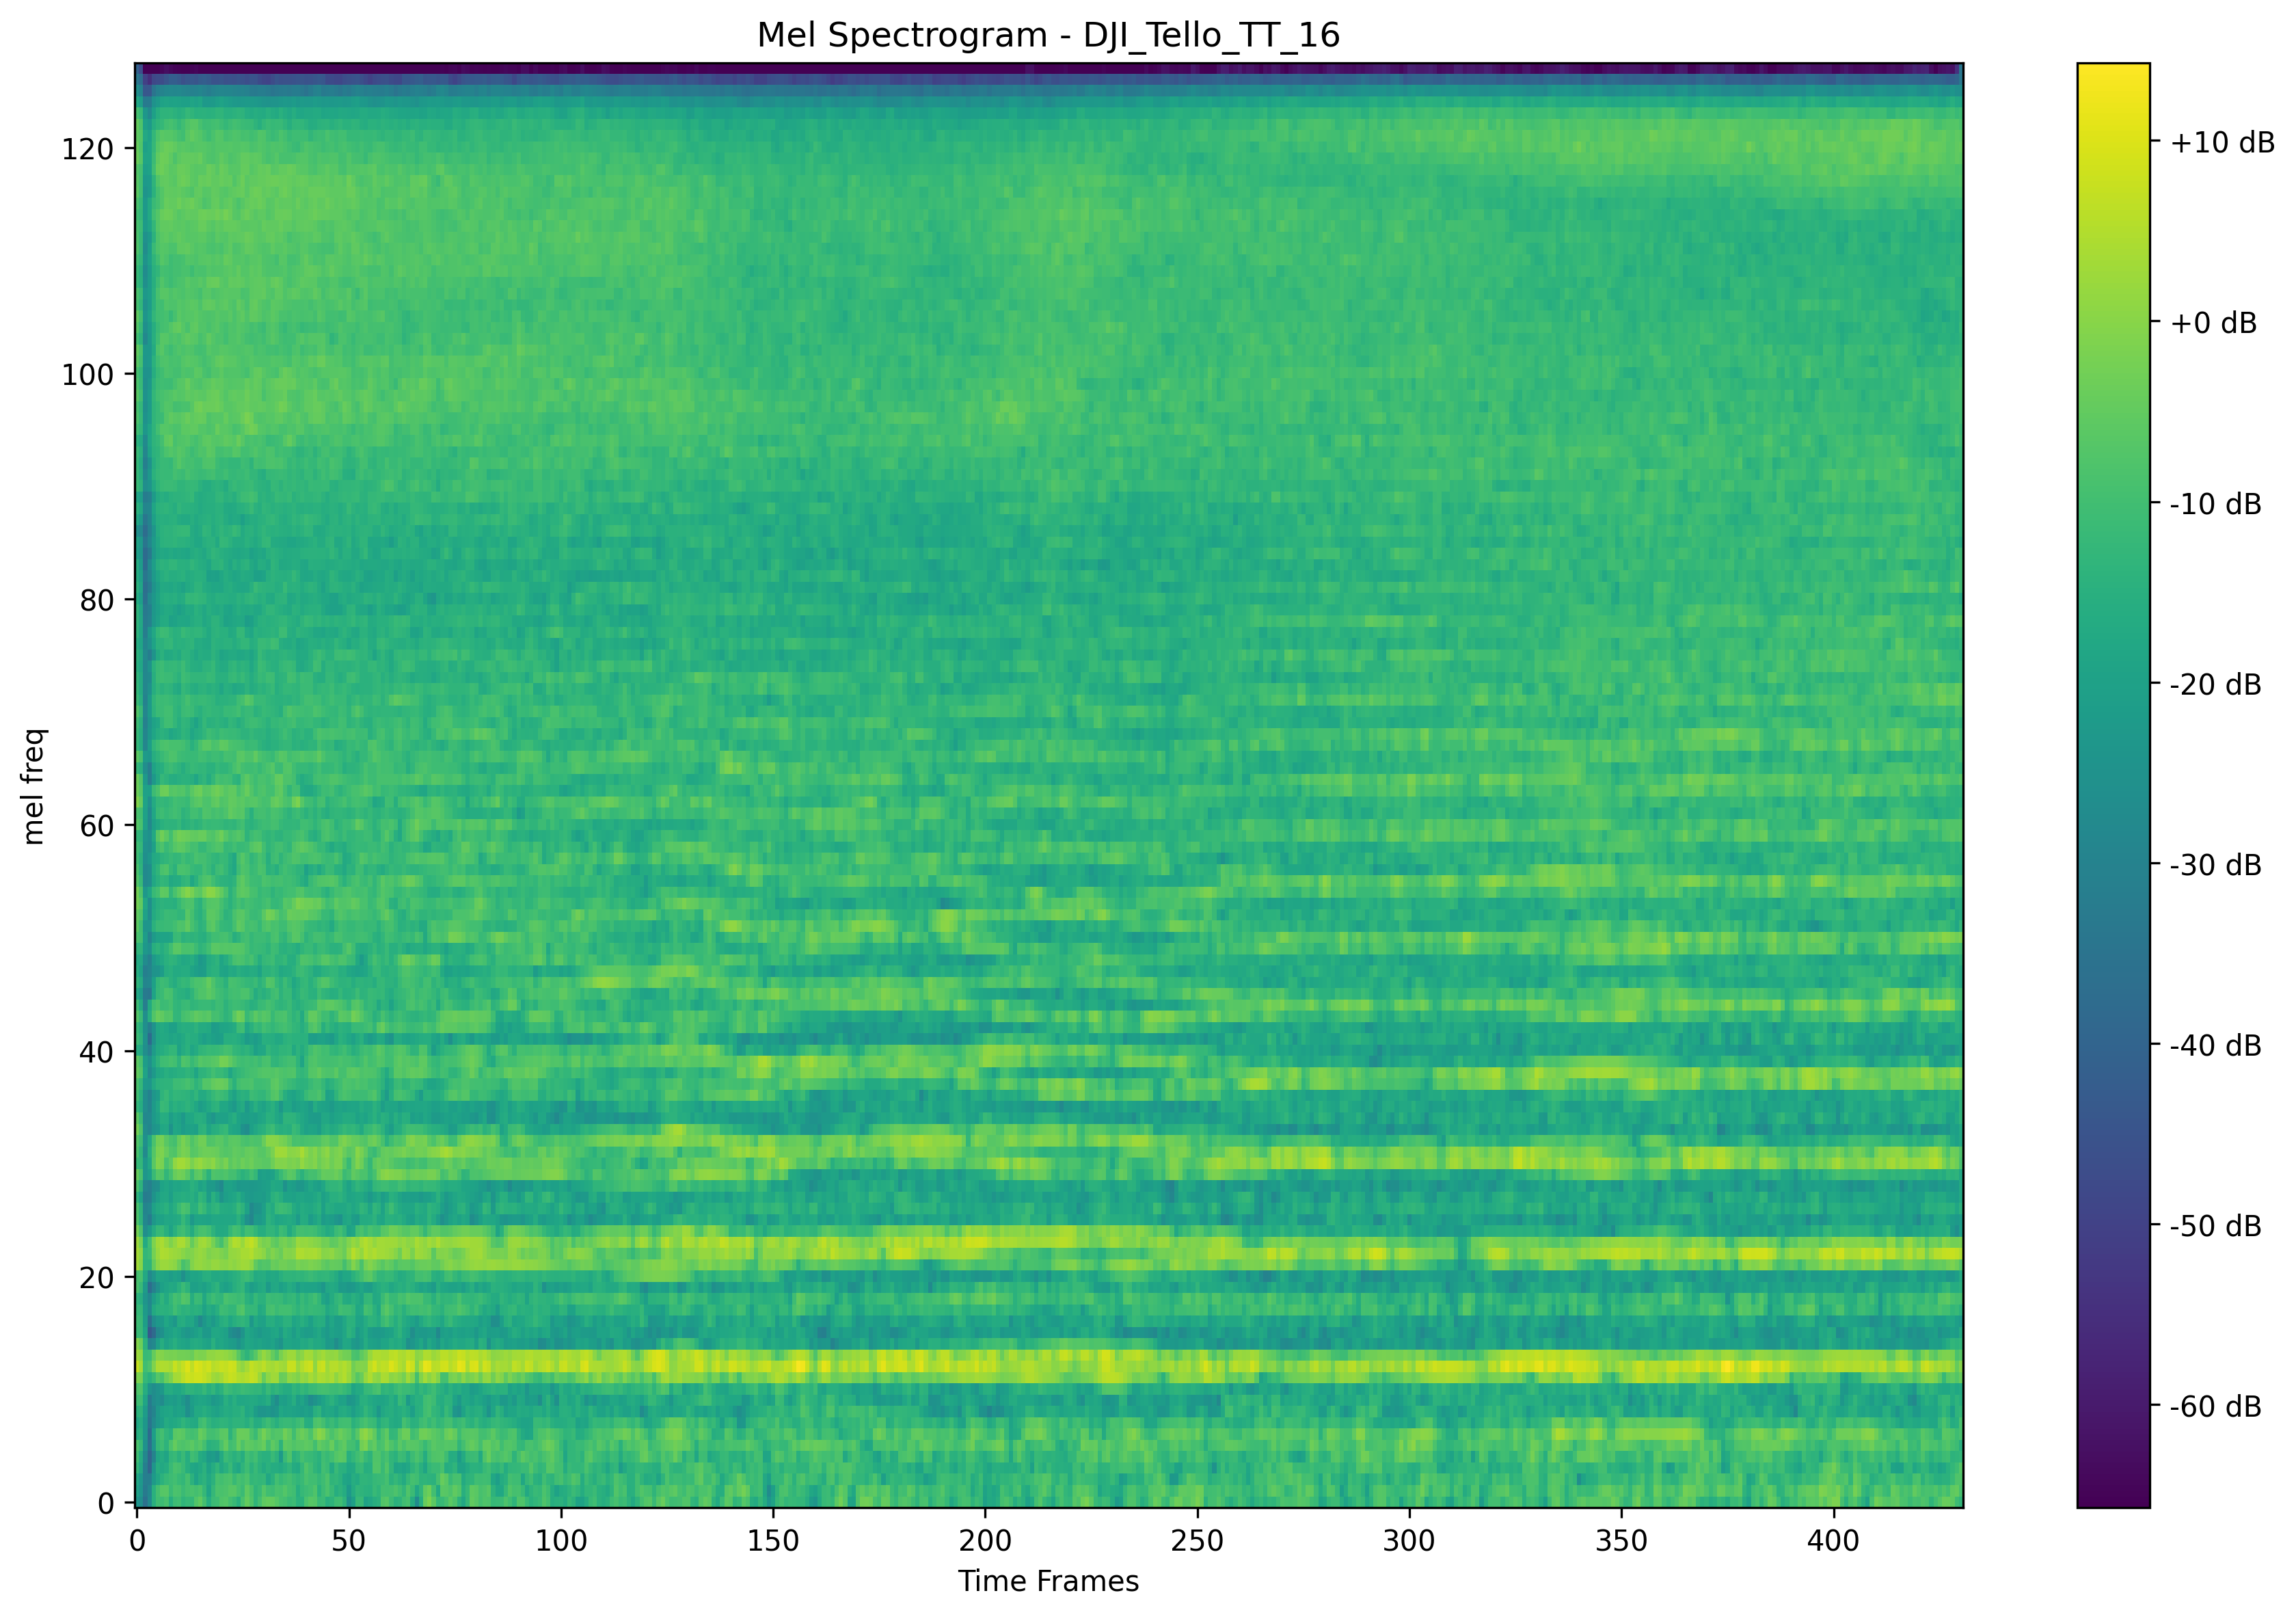 Mel Spectrogram - DJI_Tello_TT_16
mel freq
120
100
80
60
40
20
0
0 50 100 150 200 250 300 350 400
Time Frames
+10 dB
+0 dB
-10 dB
-20 dB
-30 dB
-40 dB
-50 dB
-60 dB